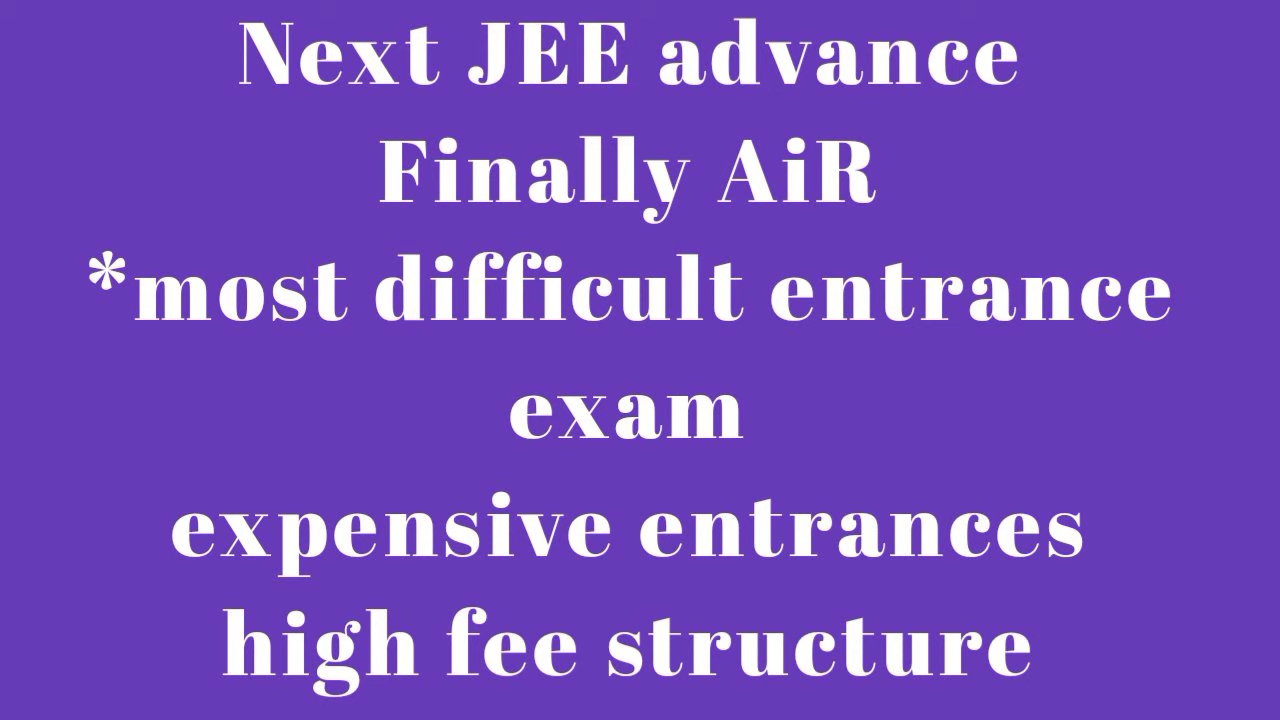 Next JEE advance
Finally AiR
*most difficult entrance
exam
expensive entrances
high fee structure